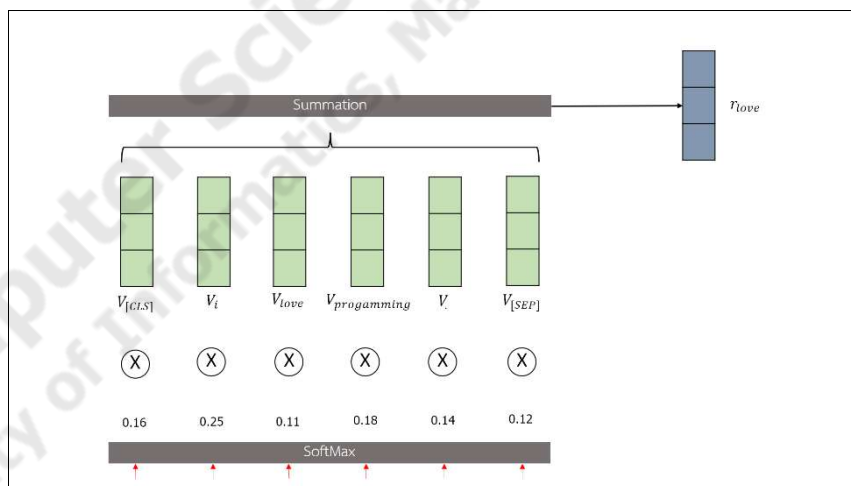 Summation
r_love
V_[CLS] V_i V_love V_progamming V_. V_[SEP]
X X X X X X
0.16 0.25 0.11 0.18 0.14 0.12
SoftMax